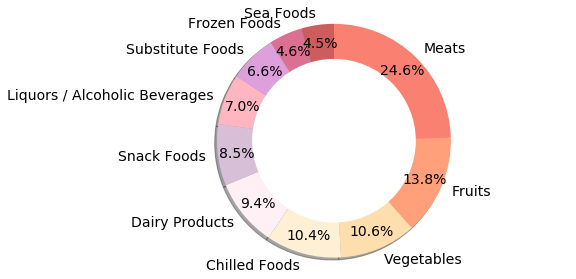 Sea Foods
4.5%
Frozen Foods
4.6%
Substitute Foods
6.6%
Liquors / Alcoholic Beverages
7.0%
Snack Foods
8.5%
Dairy Products
9.4%
Chilled Foods
10.4%
Vegetables
10.6%
Fruits
13.8%
Meats
24.6%